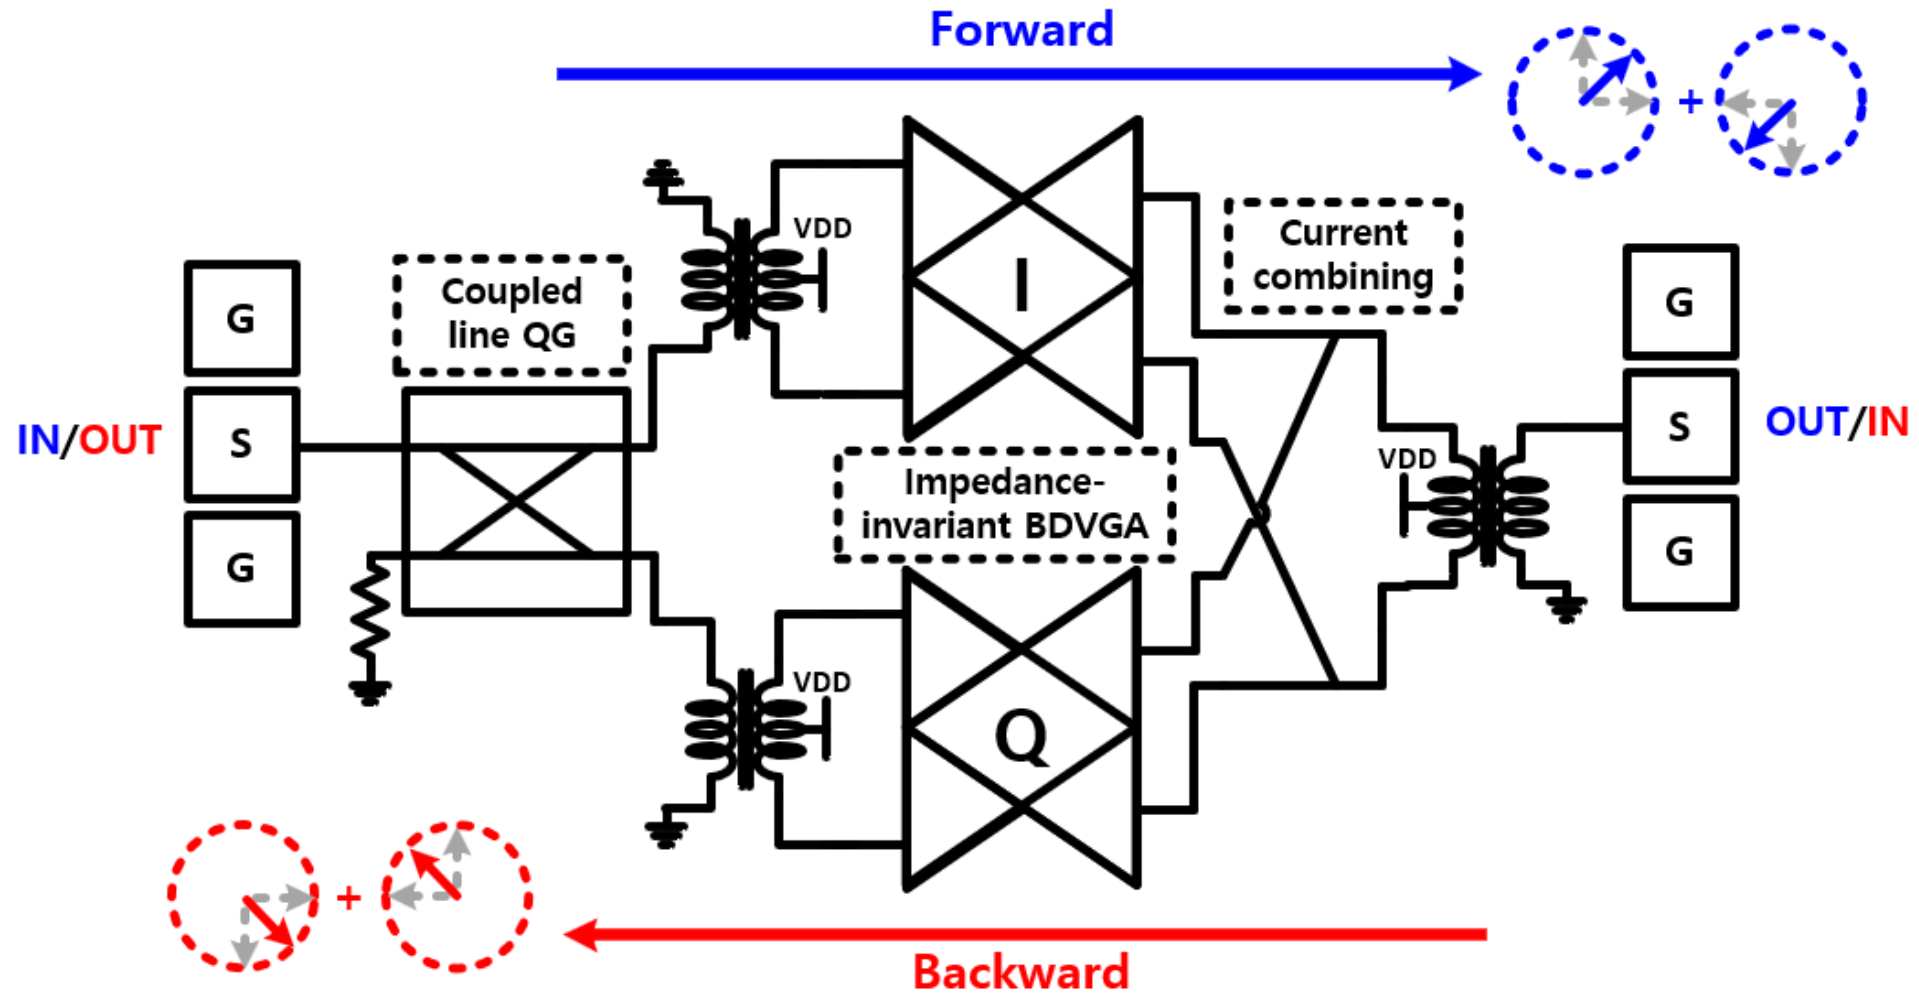 Forward
+
VDD
Current
combining
I
Coupled
line QG
G
S
G
IN/OUT
G
S
G
OUT/IN
VDD
Impedance-
invariant BDVGA
VDD
Q
+
Backward